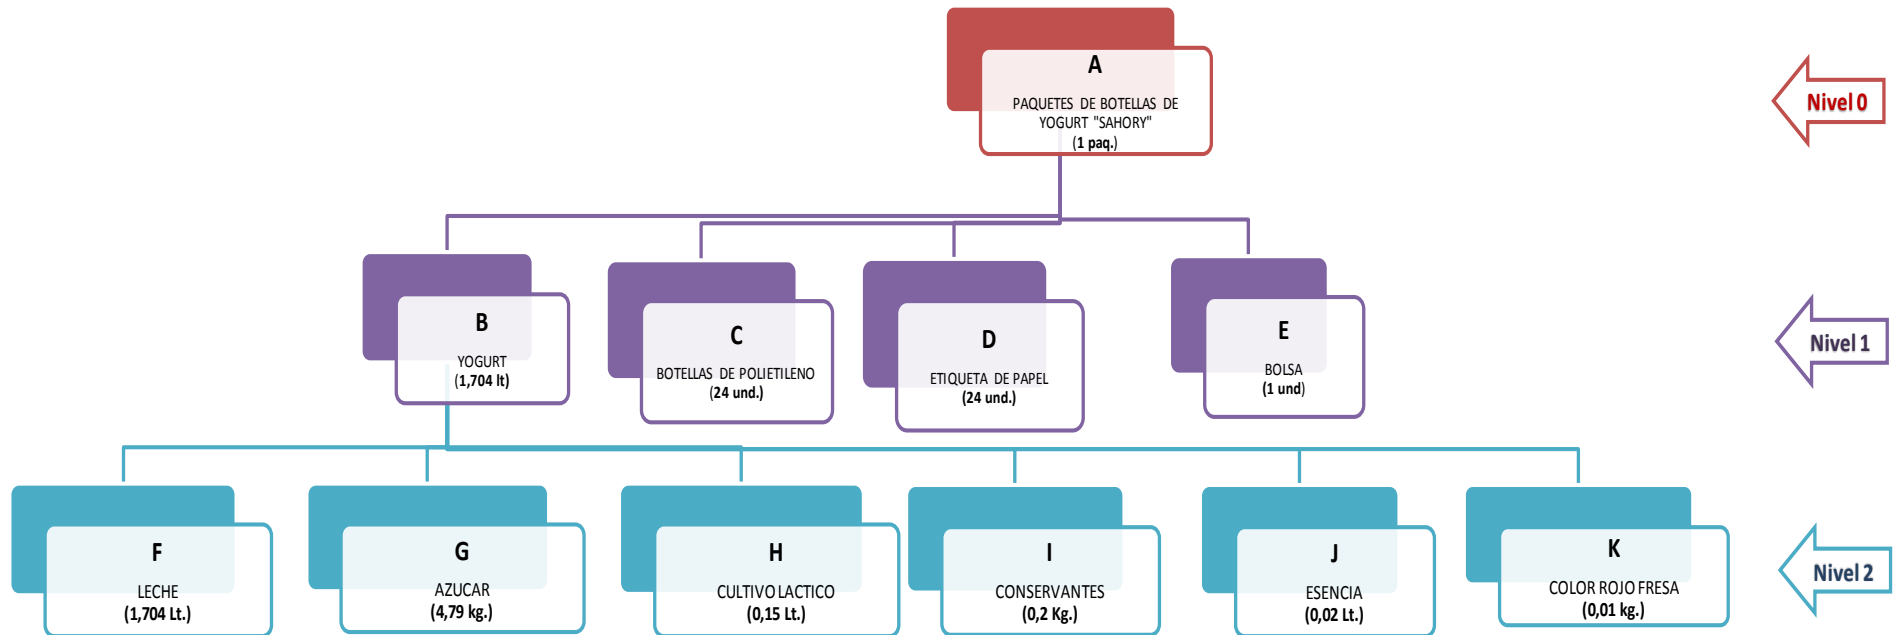 A
PAQUETES DE BOTELLAS DE
YOGURT "SAHORY"
(1 paq.)
Nivel 0
B
YOGURT
(1,704 lt)
C
BOTELLAS DE POLIETILENO
(24 und.)
D
ETIQUETA DE PAPEL
(24 und.)
E
BOLSA
(1 und)
Nivel 1
F
LECHE
(1,704 Lt.)
G
AZUCAR
(4,79 kg.)
H
CULTIVO LACTICO
(0,15 Lt.)
I
CONSERVANTES
(0,2 Kg.)
J
ESENCIA
(0,02 Lt.)
K
COLOR ROJO FRESA
(0,01 kg.)
Nivel 2